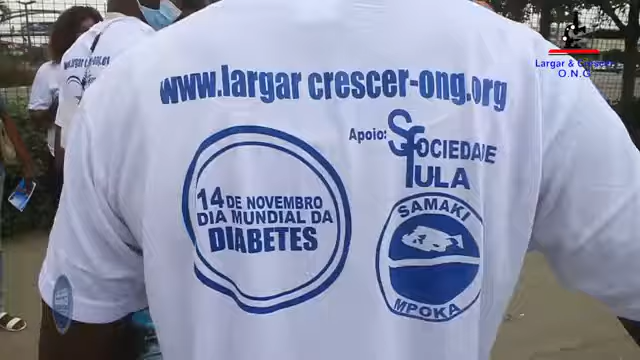 Largar & Crescer
O.N.G
www.largar crescer-ong.org
Apoio: SOCIEDADE
TULA
14 DE NOVEMBRO
DIA MUNDIAL DA
DIABETES
SAMAKI
MPOKA